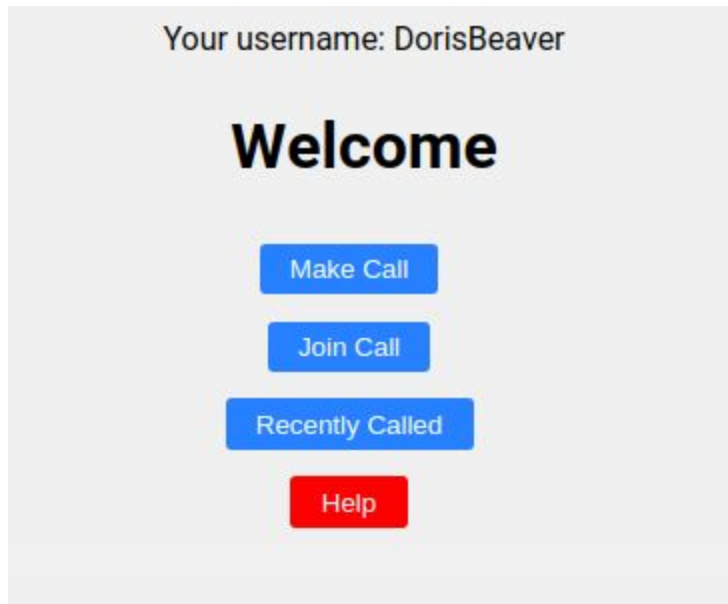 Your username: DorisBeaver
Welcome
Make Call
Join Call
Recently Called
Help